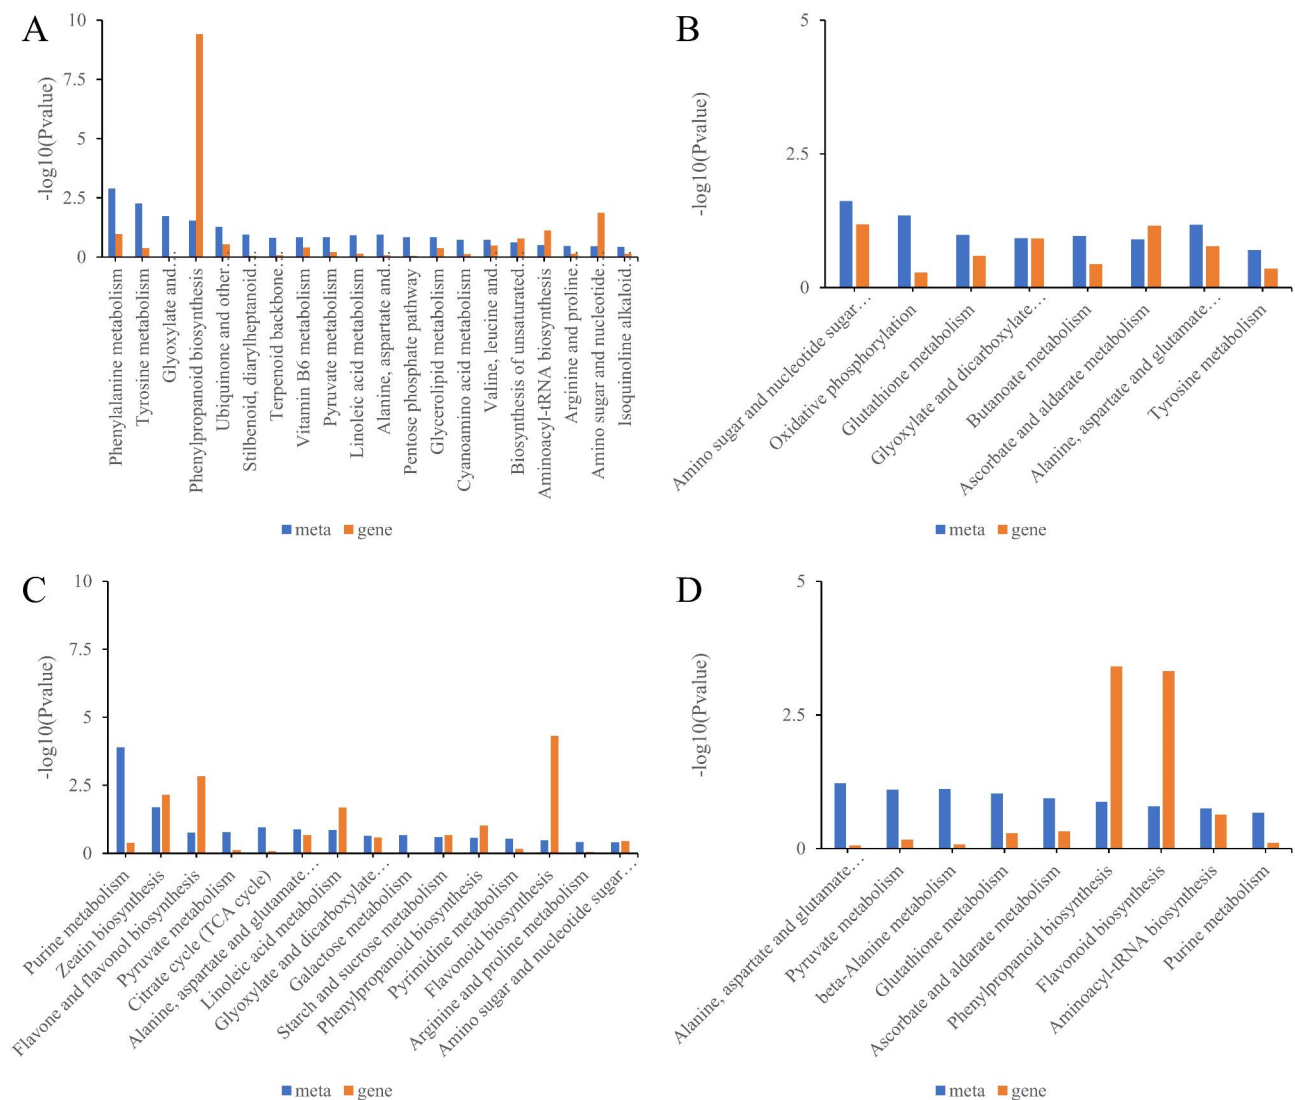 A
10
7.5
5
2.5
0
-log10(Pvalue)
Phenylalanine metabolism
Tyrosine metabolism
Glyoxylate and…
Phenylpropanoid biosynthesis
Ubiquinone and other…
Stilbenoid, diarylheptanoid…
Terpenoid backbone…
Vitamin B6 metabolism
Pyruvate metabolism
Linoleic acid metabolism
Alanine, aspartate and…
Pentose phosphate pathway
Glycerolipid metabolism
Cyanoamino acid metabolism
Valine, leucine and…
Biosynthesis of unsaturated…
Aminoacyl-tRNA biosynthesis
Arginine and proline…
Amino sugar and nucleotide…
Isoquinoline alkaloid…
meta gene
B
5
2.5
0
-log10(Pvalue)
Amino sugar and nucleotide sugar…
Oxidative phosphorylation
Glutathione metabolism
Glyoxylate and dicarboxylate…
Butanoate metabolism
Ascorbate and aldarate metabolism
Alanine, aspartate and glutamate…
Tyrosine metabolism
meta gene
C
10
7.5
5
2.5
0
-log10(Pvalue)
Purine metabolism
Zeatin biosynthesis
Flavone and flavonol biosynthesis
Pyruvate metabolism
Citrate cycle (TCA cycle)
Alanine, aspartate and glutamate…
Linoleic acid metabolism
Glyoxylate and dicarboxylate…
Galactose metabolism
Starch and sucrose metabolism
Phenylpropanoid biosynthesis
Pyrimidine metabolism
Flavonoid biosynthesis
Arginine and proline metabolism
Amino sugar and nucleotide sugar…
meta gene
D
5
2.5
0
-log10(Pvalue)
Alanine, aspartate and glutamate…
Pyruvate metabolism
beta-Alanine metabolism
Glutathione metabolism
Ascorbate and aldarate metabolism
Phenylpropanoid biosynthesis
Flavonoid biosynthesis
Aminoacyl-tRNA biosynthesis
Purine metabolism
meta gene